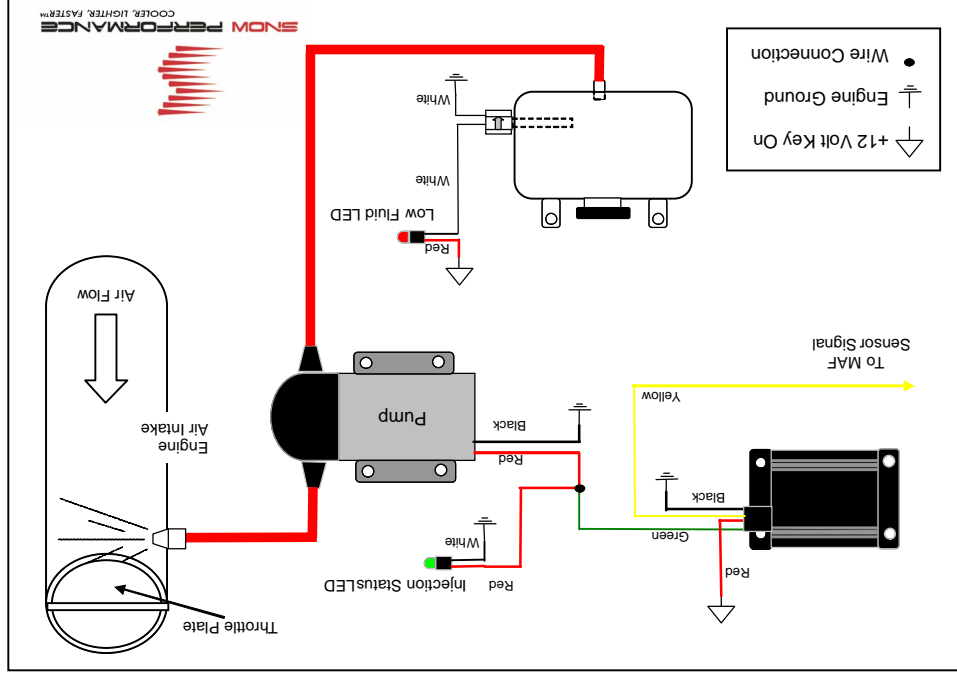 Throttle Plate
Red
Injection StatusLED
Red
White
Green
Black
Red
Engine
Air Intake
Black
Pump
Yellow
To MAF
Sensor Signal
Air Flow
Red
Low Fluid LED
White
White
+12 Volt Key On
Engine Ground
Wire Connection
SNOW PERFORMANCE
COOLER, LIGHTER, FASTER™